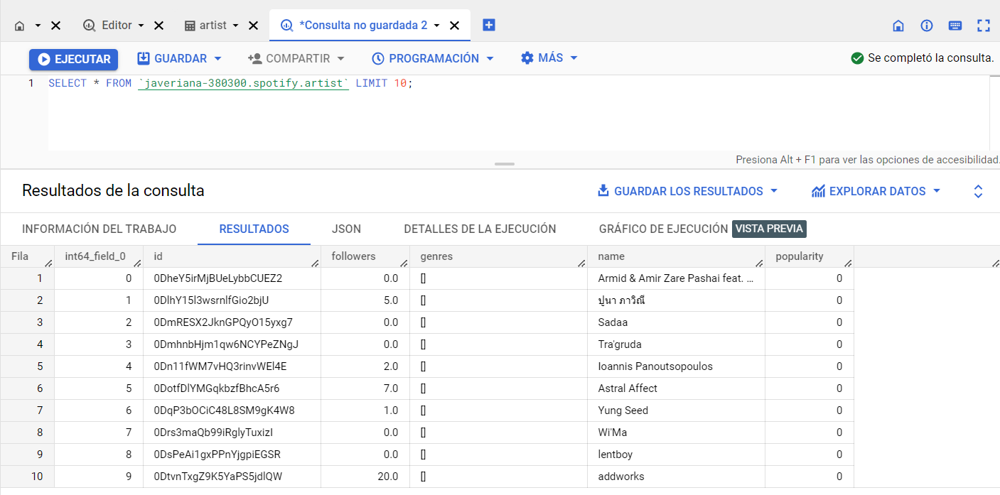 Editor artist *Consulta no guardada 2
EJECUTAR GUARDAR COMPARTIR PROGRAMACIÓN MÁS Se completó la consulta.
1 SELECT * FROM `javeriana-380300.spotify.artist` LIMIT 10;
Presiona Alt + F1 para ver las opciones de accesibilidad.
Resultados de la consulta GUARDAR LOS RESULTADOS EXPLORAR DATOS
INFORMACIÓN DEL TRABAJO RESULTADOS JSON DETALLES DE LA EJECUCIÓN GRÁFICO DE EJECUCIÓN VISTA PREVIA
Fila int64_field_0 id followers genres name popularity
1 0 0DheY5irMjBUeLybbCUEZ2 0.0 [] Armid & Amir Zare Pashai feat. ... 0
2 1 0DlhY15l3wsrnlfGio2bjU 5.0 [] ปูนา ภาวิณี 0
3 2 0DmRESX2JknGPQyO15yxg7 0.0 [] Sadaa 0
4 3 0DmhnbHjm1qw6NCYPeZNgJ 0.0 [] Tra'gruda 0
5 4 0Dn11fWM7vHQ3rinvWEl4E 2.0 [] Ioannis Panoutsopoulos 0
6 5 0DotfDlYMGqkbzfBhcA5r6 7.0 [] Astral Affect 0
7 6 0DqP3bOCiC48L8SM9gK4W8 1.0 [] Yung Seed 0
8 7 0Drs3maQb99iRglyTuxizI 0.0 [] Wi'Ma 0
9 8 0DsPeAi1gxPPnYjgpiEGSR 0.0 [] lentboy 0
10 9 0DtvnTxgZ9K5YaPS5jdlQW 20.0 [] addworks 0